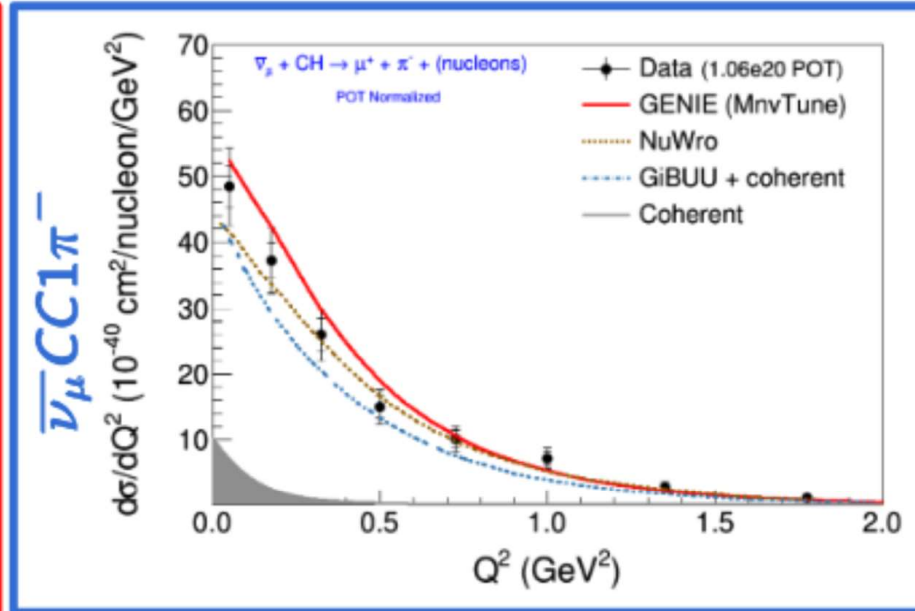 ν̅μCC1π⁻
dσ/dQ² (10⁻⁴⁰ cm²/nucleon/GeV²)
70
60
50
40
30
20
10
ν̅μ + CH → μ⁺ + π⁻ + (nucleons)
POT Normalized
Data (1.06e20 POT)
GENIE (MnvTune)
NuWro
GiBUU + coherent
Coherent
0.0 0.5 1.0 1.5 2.0
Q² (GeV²)